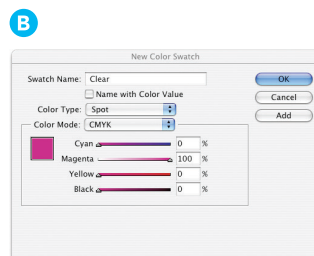 B
New Color Swatch
Swatch Name: Clear OK
Name with Color Value Cancel
Color Type: Spot Add
Color Mode: CMYK
Cyan 0 %
Magenta 100 %
Yellow 0 %
Black 0 %